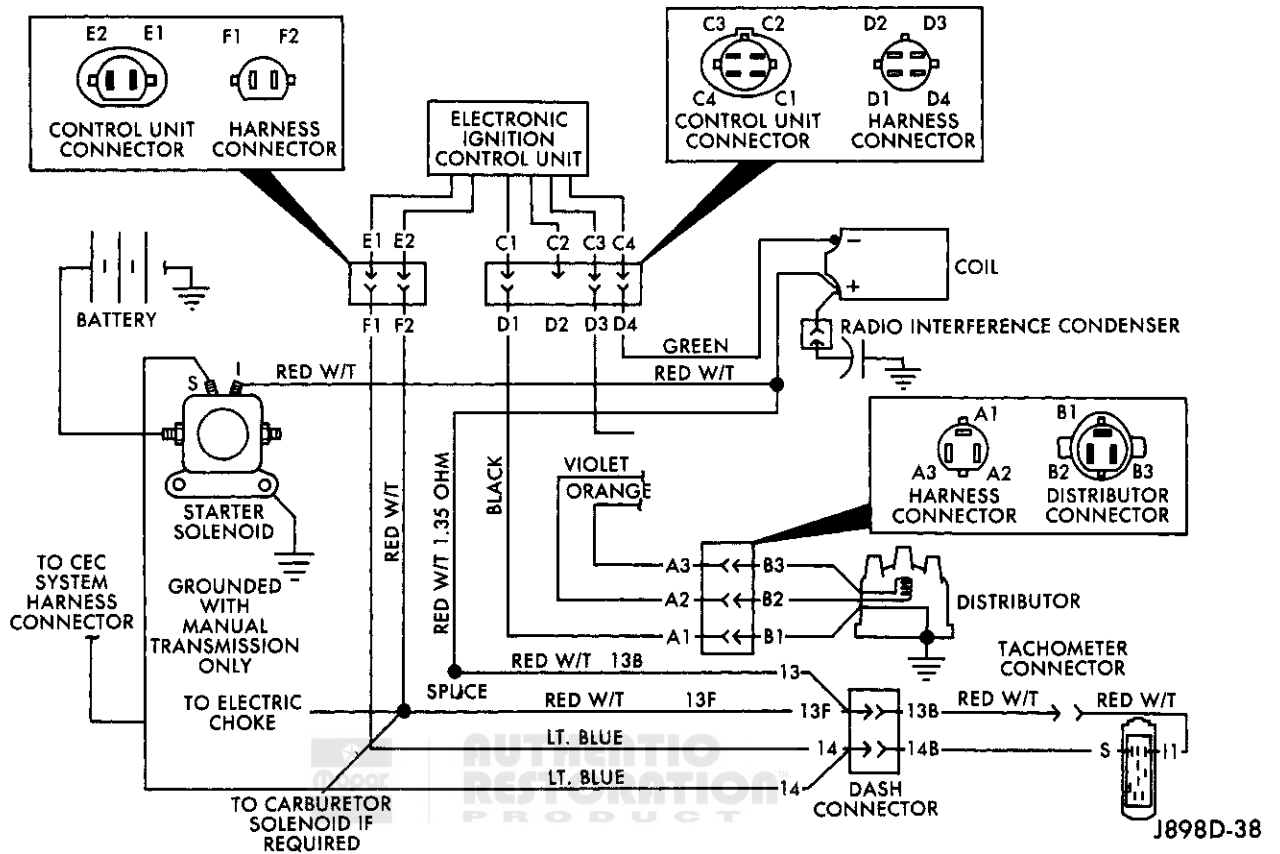 E2 E1 F1 F2
CONTROL UNIT
CONNECTOR
HARNESS
CONNECTOR
ELECTRONIC
IGNITION
CONTROL UNIT
C3 C2 D2 D3
C4 C1 D1 D4
CONTROL UNIT
CONNECTOR
HARNESS
CONNECTOR
E1 E2 C1 C2 C3 C4
BATTERY
F1 F2 D1 D2 D3 D4
−
+
COIL
RADIO INTERFERENCE CONDENSER
GREEN
RED W/T
RED W/T
S I
STARTER
SOLENOID
RED W/T
RED W/T 1.35 OHM
BLACK
VIOLET
ORANGE
A1 B1
A3 A2 B2 B3
HARNESS
CONNECTOR
DISTRIBUTOR
CONNECTOR
TO CEC
SYSTEM
HARNESS
CONNECTOR
GROUNDED
WITH
MANUAL
TRANSMISSION
ONLY
A3 B3
A2 B2
A1 B1
DISTRIBUTOR
TACHOMETER
CONNECTOR
RED W/T 13B 13
SPLICE
TO ELECTRIC
CHOKE
RED W/T 13F 13F 13B RED W/T RED W/T
LT. BLUE 14 14B S I1
LT. BLUE 14
DASH
CONNECTOR
TO CARBURETOR
SOLENOID IF
REQUIRED
Mopar
AUTHENTIC
RESTORATION
PRODUCT
J898D-38